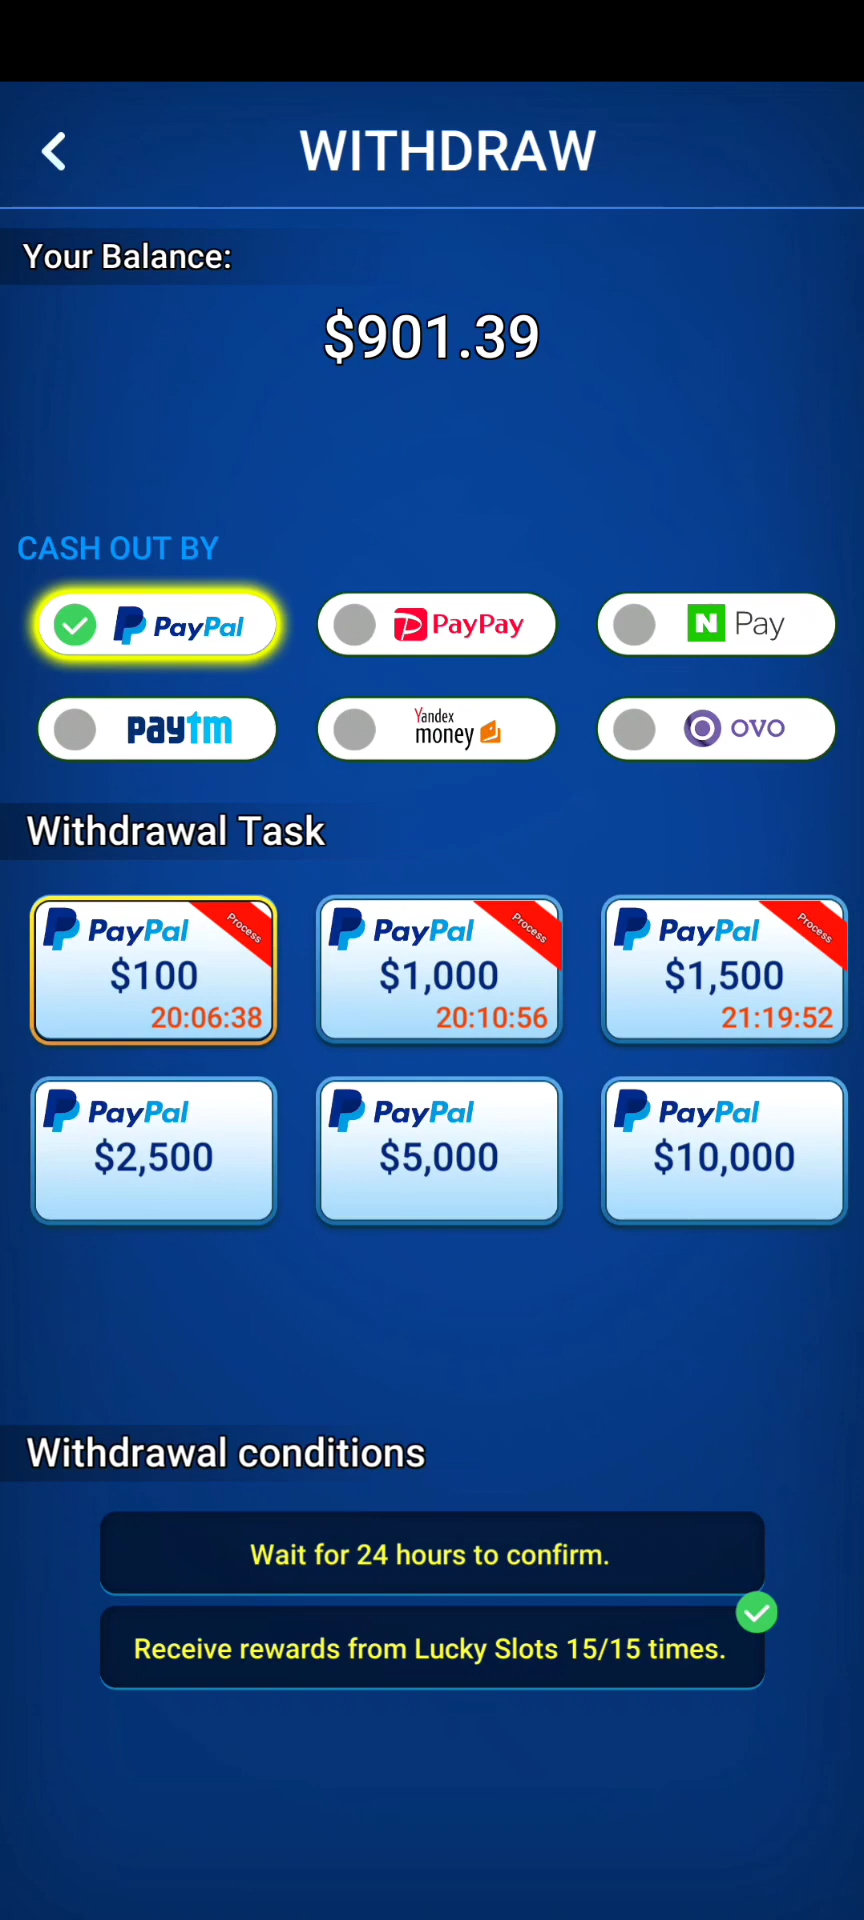 WITHDRAW
Your Balance:
$901.39
CASH OUT BY
PayPal
PayPay
N Pay
paytm
Yandex
money
OVO
Withdrawal Task
PayPal
Process
$100
20:06:38
PayPal
Process
$1,000
20:10:56
PayPal
Process
$1,500
21:19:52
PayPal
$2,500
PayPal
$5,000
PayPal
$10,000
Withdrawal conditions
Wait for 24 hours to confirm.
Receive rewards from Lucky Slots 15/15 times.